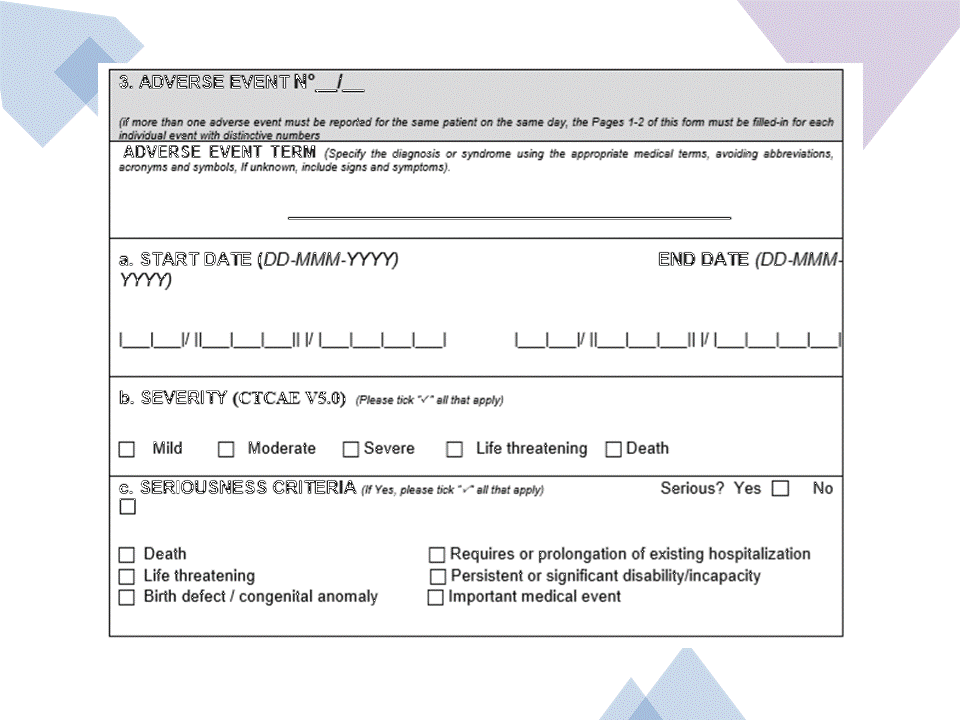 3. ADVERSE EVENT N°__/__
(if more than one adverse event must be reported for the same patient on the same day, the Pages 1-2 of this form must be filled-in for each
individual event with distinctive numbers
ADVERSE EVENT TERM (Specify the diagnosis or syndrome using the appropriate medical terms, avoiding abbreviations,
acronyms and symbols, If unknown, include signs and symptoms).
a. START DATE (DD-MMM-YYYY) END DATE (DD-MMM-
YYYY)
|___|___|/ ||___|___|___|| |/ |___|___|___|___| |___|___|/ ||___|___|___|| |/ |___|___|___|___|
b. SEVERITY (CTCAE V5.0) (Please tick "✓" all that apply)
☐ Mild ☐ Moderate ☐ Severe ☐ Life threatening ☐ Death
c. SERIOUSNESS CRITERIA (If Yes, please tick "✓" all that apply) Serious? Yes ☐ No
☐
☐ Death ☐ Requires or prolongation of existing hospitalization
☐ Life threatening ☐ Persistent or significant disability/incapacity
☐ Birth defect / congenital anomaly ☐ Important medical event